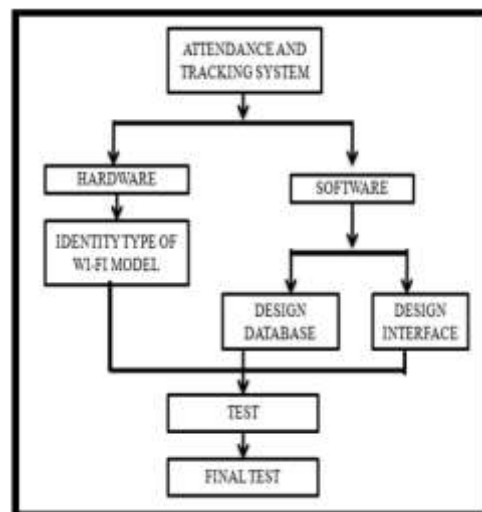 ATTENDANCE AND
TRACKING SYSTEM
HARDWARE
SOFTWARE
IDENTITY TYPE OF
WI-FI MODEL
DESIGN
DATABASE
DESIGN
INTERFACE
TEST
FINAL TEST